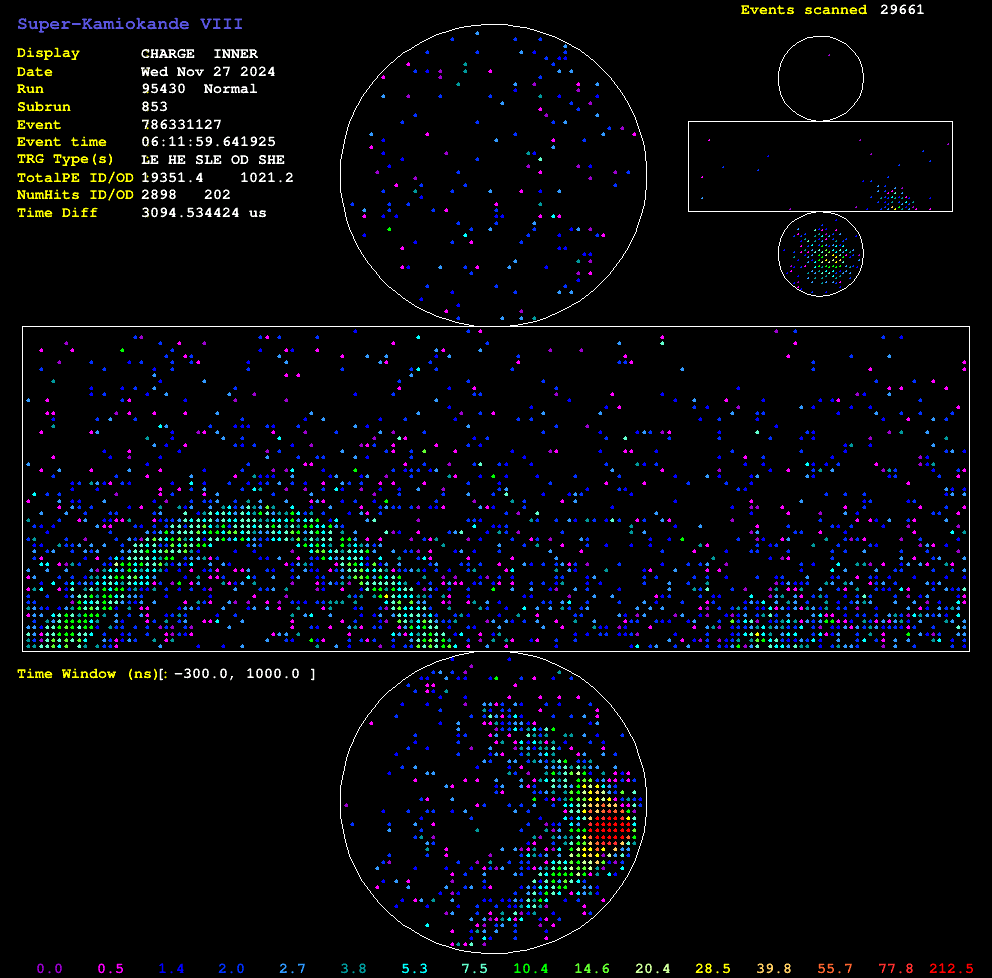 Super-Kamiokande VIII
Events scanned 29661
Display CHARGE INNER
Date Wed Nov 27 2024
Run 95430 Normal
Subrun 853
Event 786331127
Event time 06:11:59.641925
TRG Type(s) LE HE SLE OD SHE
TotalPE ID/OD 19351.4 1021.2
NumHits ID/OD 2898 202
Time Diff 3094.534424 us
Time Window (ns)[: −300.0, 1000.0 ]
0.0 0.5 1.4 2.0 2.7 3.8 5.3 7.5 10.4 14.6 20.4 28.5 39.8 55.7 77.8 212.5